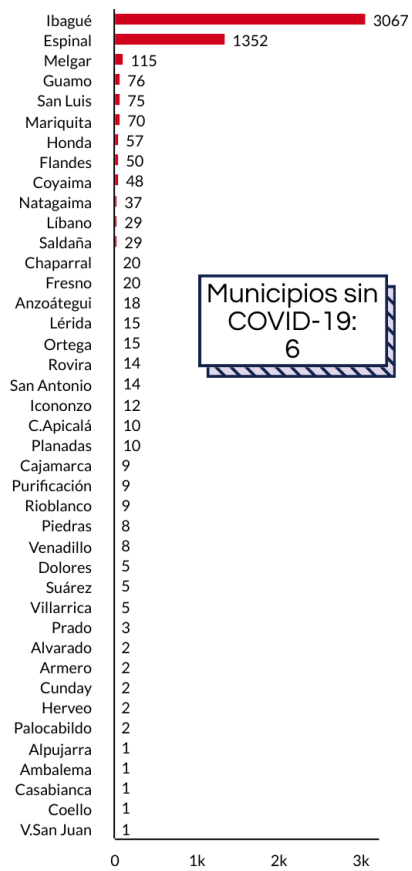 Ibagué 3067
Espinal 1352
Melgar 115
Guamo 76
San Luis 75
Mariquita 70
Honda 57
Flandes 50
Coyaima 48
Natagaima 37
Líbano 29
Saldaña 29
Chaparral 20
Fresno 20
Anzoátegui 18
Lérida 15
Ortega 15
Rovira 14
San Antonio 14
Icononzo 12
C.Apicalá 10
Planadas 10
Cajamarca 9
Purificación 9
Rioblanco 9
Piedras 8
Venadillo 8
Dolores 5
Suárez 5
Villarrica 5
Prado 3
Alvarado 2
Armero 2
Cunday 2
Herveo 2
Palocabildo 2
Alpujarra 1
Ambalema 1
Casabianca 1
Coello 1
V.San Juan 1
0 1k 2k 3k
Municipios sin
COVID-19:
6